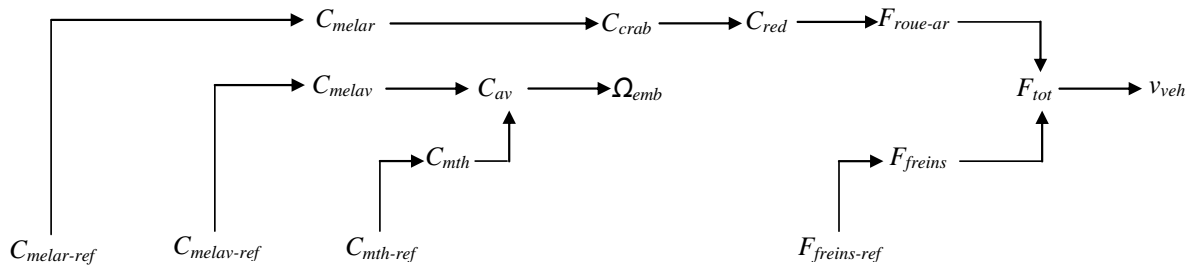 C_melar C_crab C_red F_roue-ar
C_melav C_av Ω_emb F_tot v_veh
C_mth F_freins
C_melar-ref C_melav-ref C_mth-ref F_freins-ref